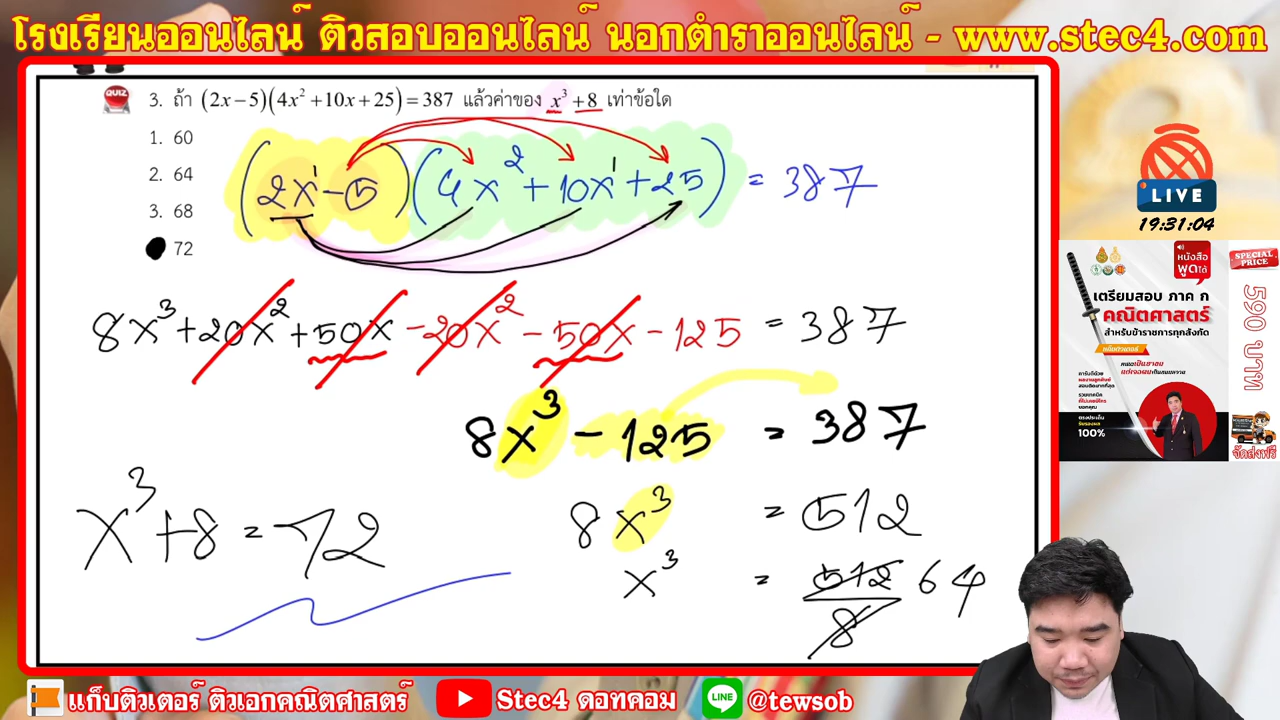 โรงเรียนออนไลน์ ติวสอบออนไลน์ นอกตำราออนไลน์ - www.stec4.com
QUIZ
3. ถ้า (2x−5)(4x²+10x+25)=387 แล้วค่าของ x³+8 เท่าข้อใด
1. 60
2. 64
3. 68
72
(2x¹−5)(4x²+10x¹+25) = 387
8x³+20x²+50x −20x² −50x −125 = 387
8x³ − 125 = 387
8x³ = 512
x³ = 512/8 64
x³+8 = 72
LIVE
19:31:04
หนังสือ
พูดได้
SPECIAL
PRICE
เตรียมสอบ ภาค ก
คณิตศาสตร์
สำหรับข้าราชการทุกสังกัด
100%
590 บาท
จัดส่งฟรี
แก็บติวเตอร์ ติวเอกคณิตศาสตร์
Stec4 ดอทคอม
LINE
@tewsob